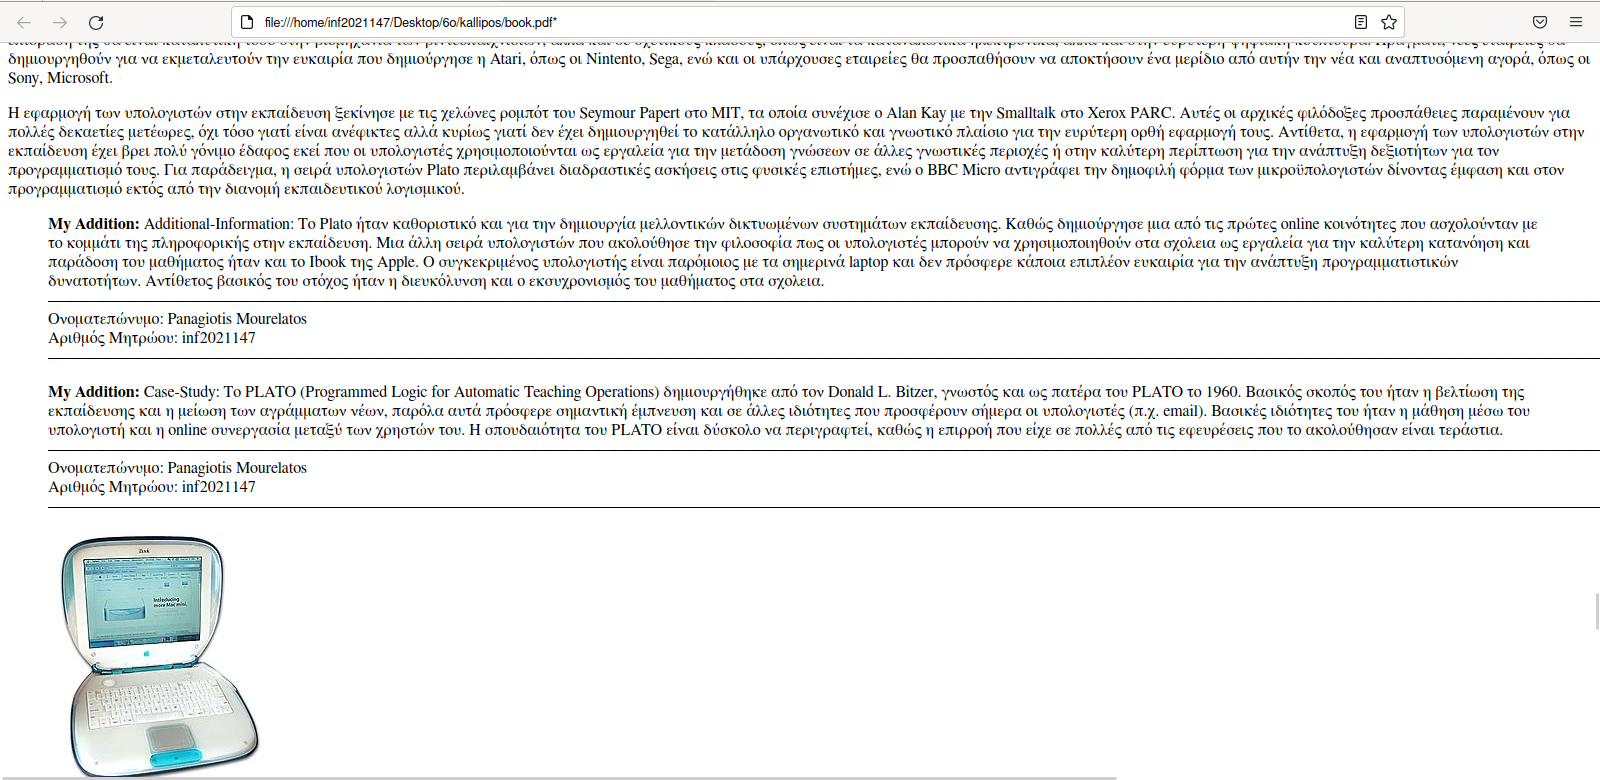 file:///home/inf2021147/Desktop/6o/kallipos/book.pdf*
δημιουργηθούν για να εκμεταλευτούν την ευκαιρία που δημιούργησε η Atari, όπως οι Nintento, Sega, ενώ και οι υπάρχουσες εταιρείες θα προσπαθήσουν να αποκτήσουν ένα μερίδιο από αυτήν την νέα και αναπτυσόμενη αγορά, όπως οι
Sony, Microsoft.
Η εφαρμογή των υπολογιστών στην εκπαίδευση ξεκίνησε με τις χελώνες ρομπότ του Seymour Papert στο MIT, τα οποία συνέχισε ο Alan Kay με την Smalltalk στο Xerox PARC. Αυτές οι αρχικές φιλόδοξες προσπάθειες παραμένουν για
πολλές δεκαετίες μετέωρες, όχι τόσο γιατί είναι ανέφικτες αλλά κυρίως γιατί δεν έχει δημιουργηθεί το κατάλληλο οργανωτικό και γνωστικό πλαίσιο για την ευρύτερη ορθή εφαρμογή τους. Αντίθετα, η εφαρμογή των υπολογιστών στην
εκπαίδευση έχει βρει πολύ γόνιμο έδαφος εκεί που οι υπολογιστές χρησιμοποιούνται ως εργαλεία για την μετάδοση γνώσεων σε άλλες γνωστικές περιοχές ή στην καλύτερη περίπτωση για την ανάπτυξη δεξιοτήτων για τον
προγραμματισμό τους. Για παράδειγμα, η σειρά υπολογιστών Plato περιλαμβάνει διαδραστικές ασκήσεις στις φυσικές επιστήμες, ενώ ο BBC Micro αντιγράφει την δημοφιλή φόρμα των μικροϋπολογιστών δίνοντας έμφαση και στον
προγραμματισμό εκτός από την διανομή εκπαιδευτικού λογισμικού.
My Addition: Additional-Information: Το Plato ήταν καθοριστικό και για την δημιουργία μελλοντικών δικτυωμένων συστημάτων εκπαίδευσης. Καθώς δημιούργησε μια από τις πρώτες online κοινότητες που ασχολούνταν με
το κομμάτι της πληροφορικής στην εκπαίδευση. Μια άλλη σειρά υπολογιστών που ακολούθησε την φιλοσοφία πως οι υπολογιστές μπορούν να χρησιμοποιηθούν στα σχολεια ως εργαλεία για την καλύτερη κατανόηση και
παράδοση του μαθήματος ήταν και το Ibook της Apple. Ο συγκεκριμένος υπολογιστής είναι παρόμοιος με τα σημερινά laptop και δεν πρόσφερε κάποια επιπλέον ευκαιρία για την ανάπτυξη προγραμματιστικών
δυνατοτήτων. Αντίθετος βασικός του στόχος ήταν η διευκόλυνση και ο εκσυχρονισμός του μαθήματος στα σχολεια.
Ονοματεπώνυμο: Panagiotis Mourelatos
Αριθμός Μητρώου: inf2021147
My Addition: Case-Study: Το PLATO (Programmed Logic for Automatic Teaching Operations) δημιουργήθηκε από τον Donald L. Bitzer, γνωστός και ως πατέρα του PLATO το 1960. Βασικός σκοπός του ήταν η βελτίωση της
εκπαίδευσης και η μείωση των αγράμματων νέων, παρόλα αυτά πρόσφερε σημαντική έμπνευση και σε άλλες ιδιότητες που προσφέρουν σήμερα οι υπολογιστές (π.χ. email). Βασικές ιδιότητες του ήταν η μάθηση μέσω του
υπολογιστή και η online συνεργασία μεταξύ των χρηστών του. Η σπουδαιότητα του PLATO είναι δύσκολο να περιγραφτεί, καθώς η επιρροή που είχε σε πολλές από τις εφευρέσεις που το ακολούθησαν είναι τεράστια.
Ονοματεπώνυμο: Panagiotis Mourelatos
Αριθμός Μητρώου: inf2021147
iBook
Introducing
more Mac mini.